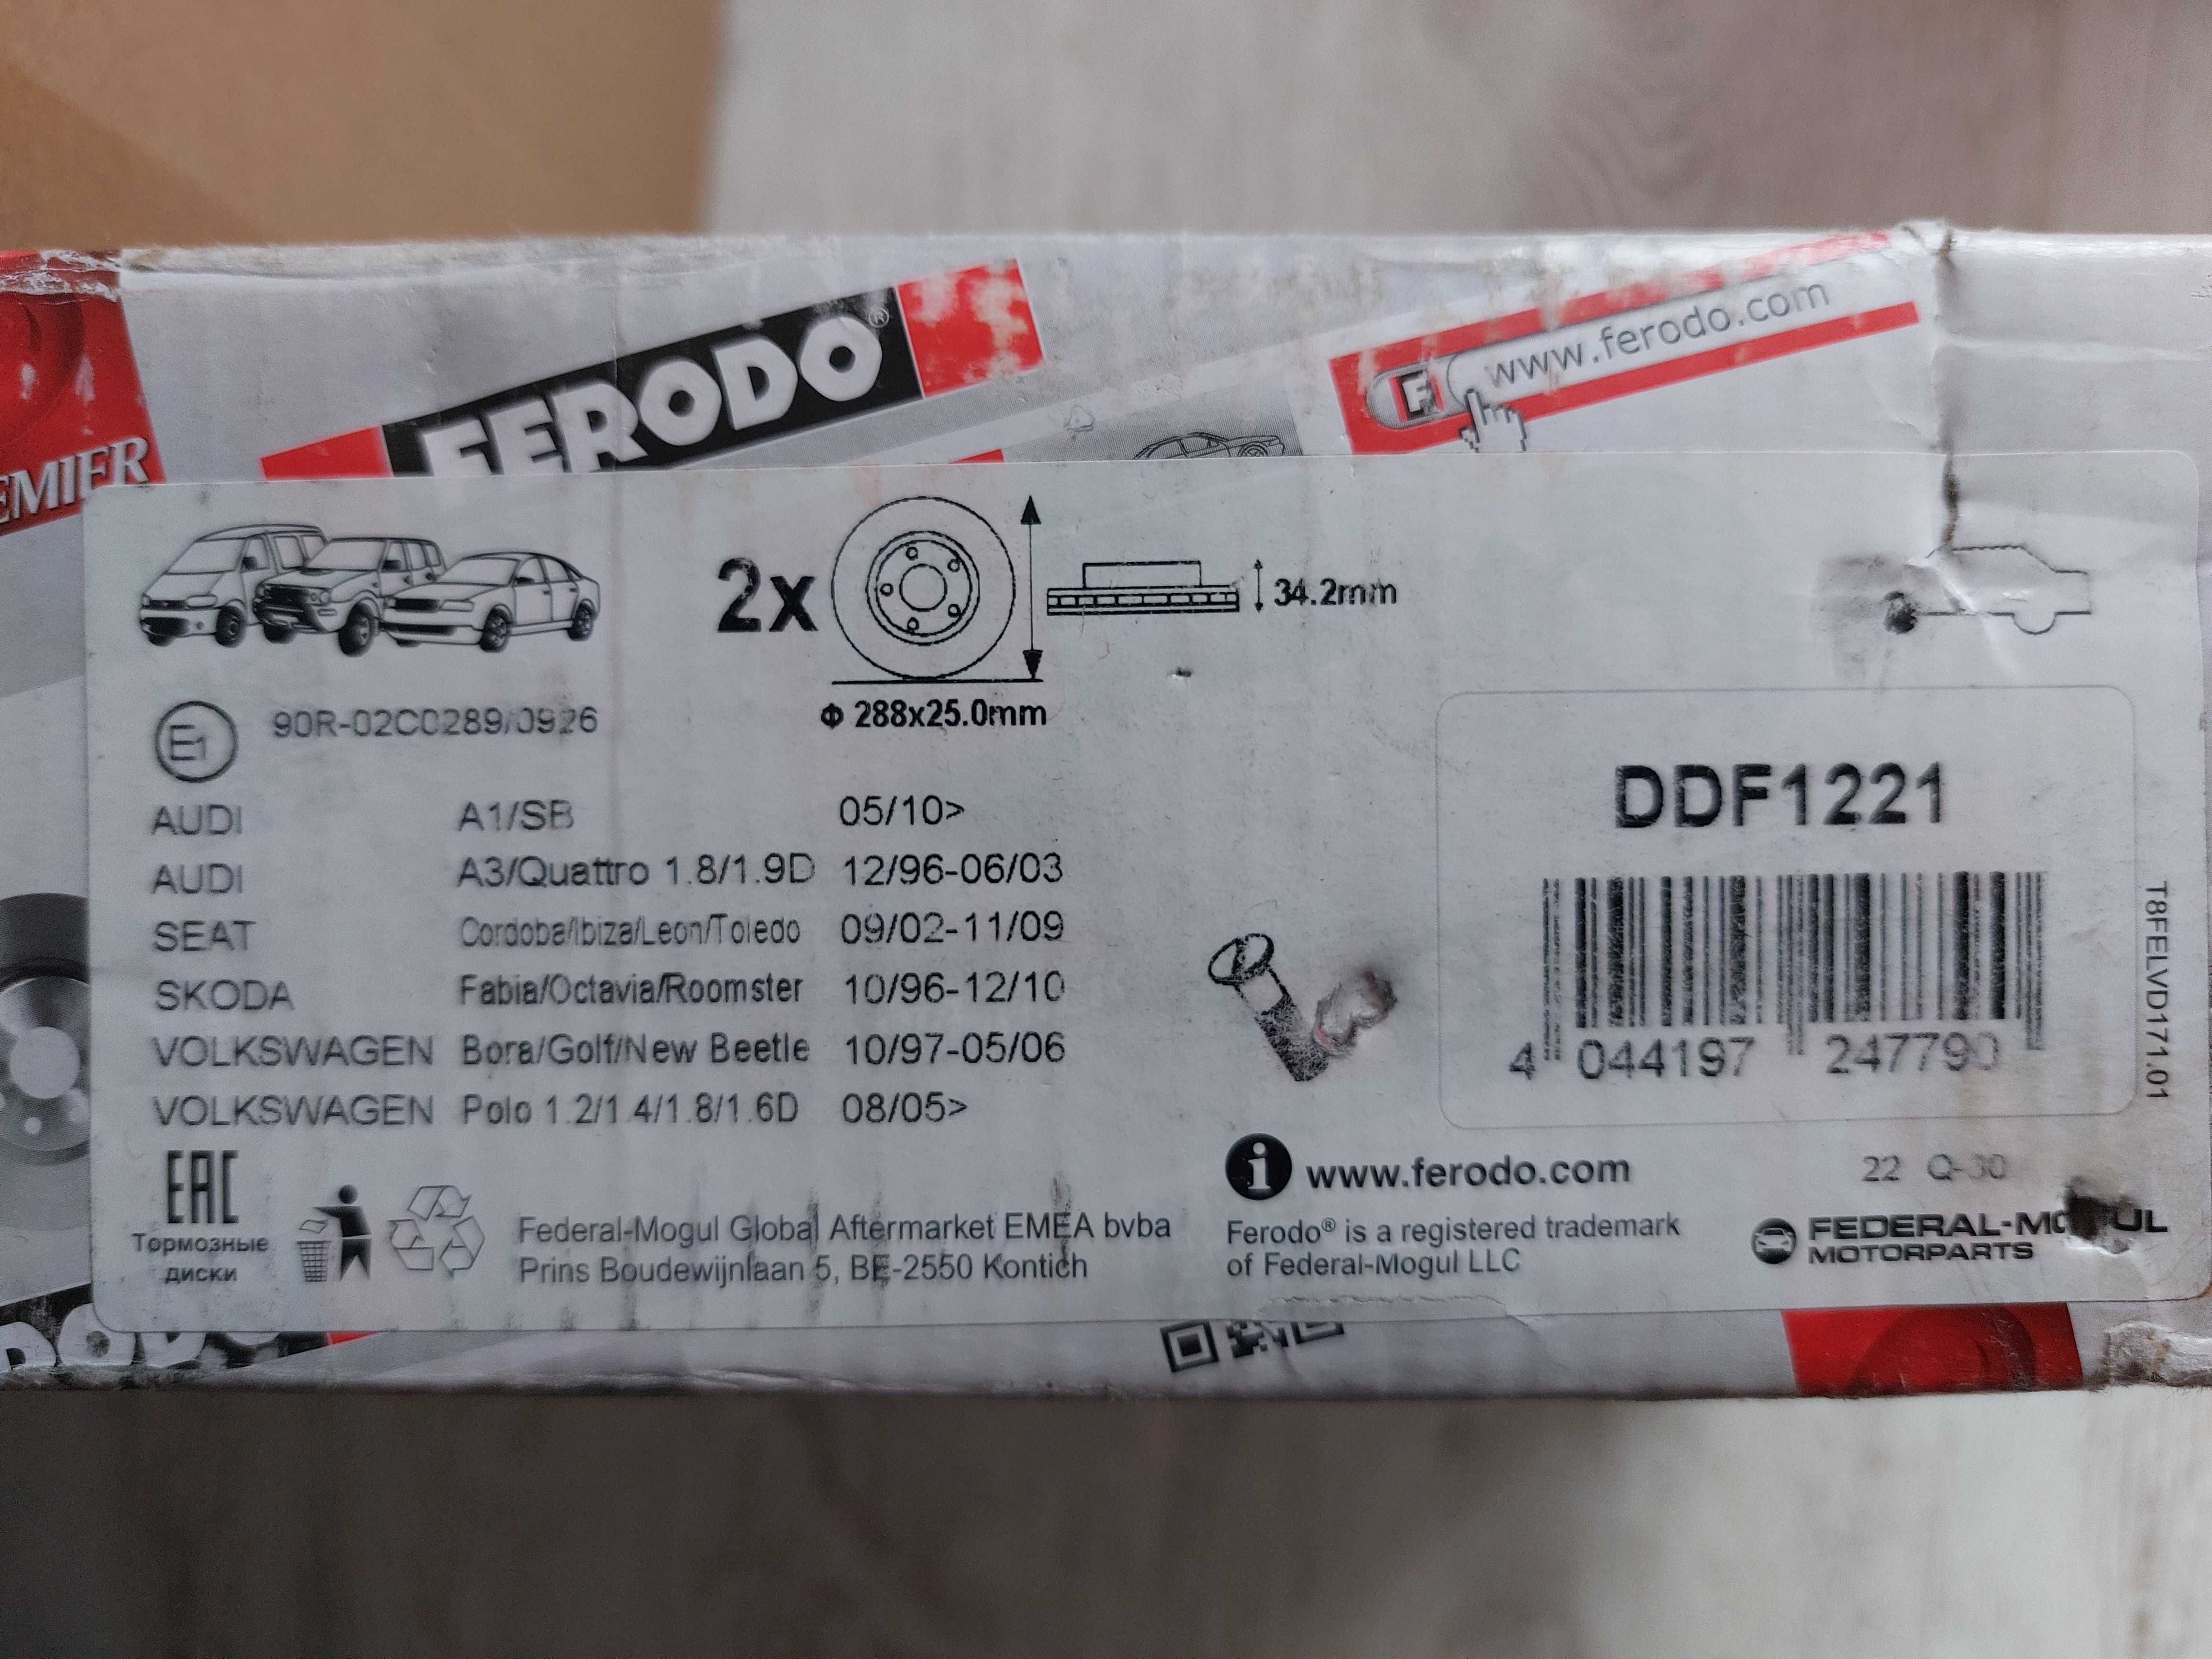 FERODO®
www.ferodo.com
F
EMIER
2x
34.2mm
Φ 288x25.0mm
E1 90R-02C0289/0926
DDF1221
AUDI A1/SB 05/10>
AUDI A3/Quattro 1.8/1.9D 12/96-06/03
SEAT Cordoba/Ibiza/Leon/Toledo 09/02-11/09
SKODA Fabia/Octavia/Roomster 10/96-12/10
VOLKSWAGEN Bora/Golf/New Beetle 10/97-05/06
VOLKSWAGEN Polo 1.2/1.4/1.8/1.6D 08/05>
4 044197 247790
T8FELVD171.01
EAC
Тормозные
диски
Federal-Mogul Global Aftermarket EMEA bvba
Prins Boudewijnlaan 5, BE-2550 Kontich
i www.ferodo.com
Ferodo® is a registered trademark
of Federal-Mogul LLC
22
FEDERAL-MOGUL
MOTORPARTS